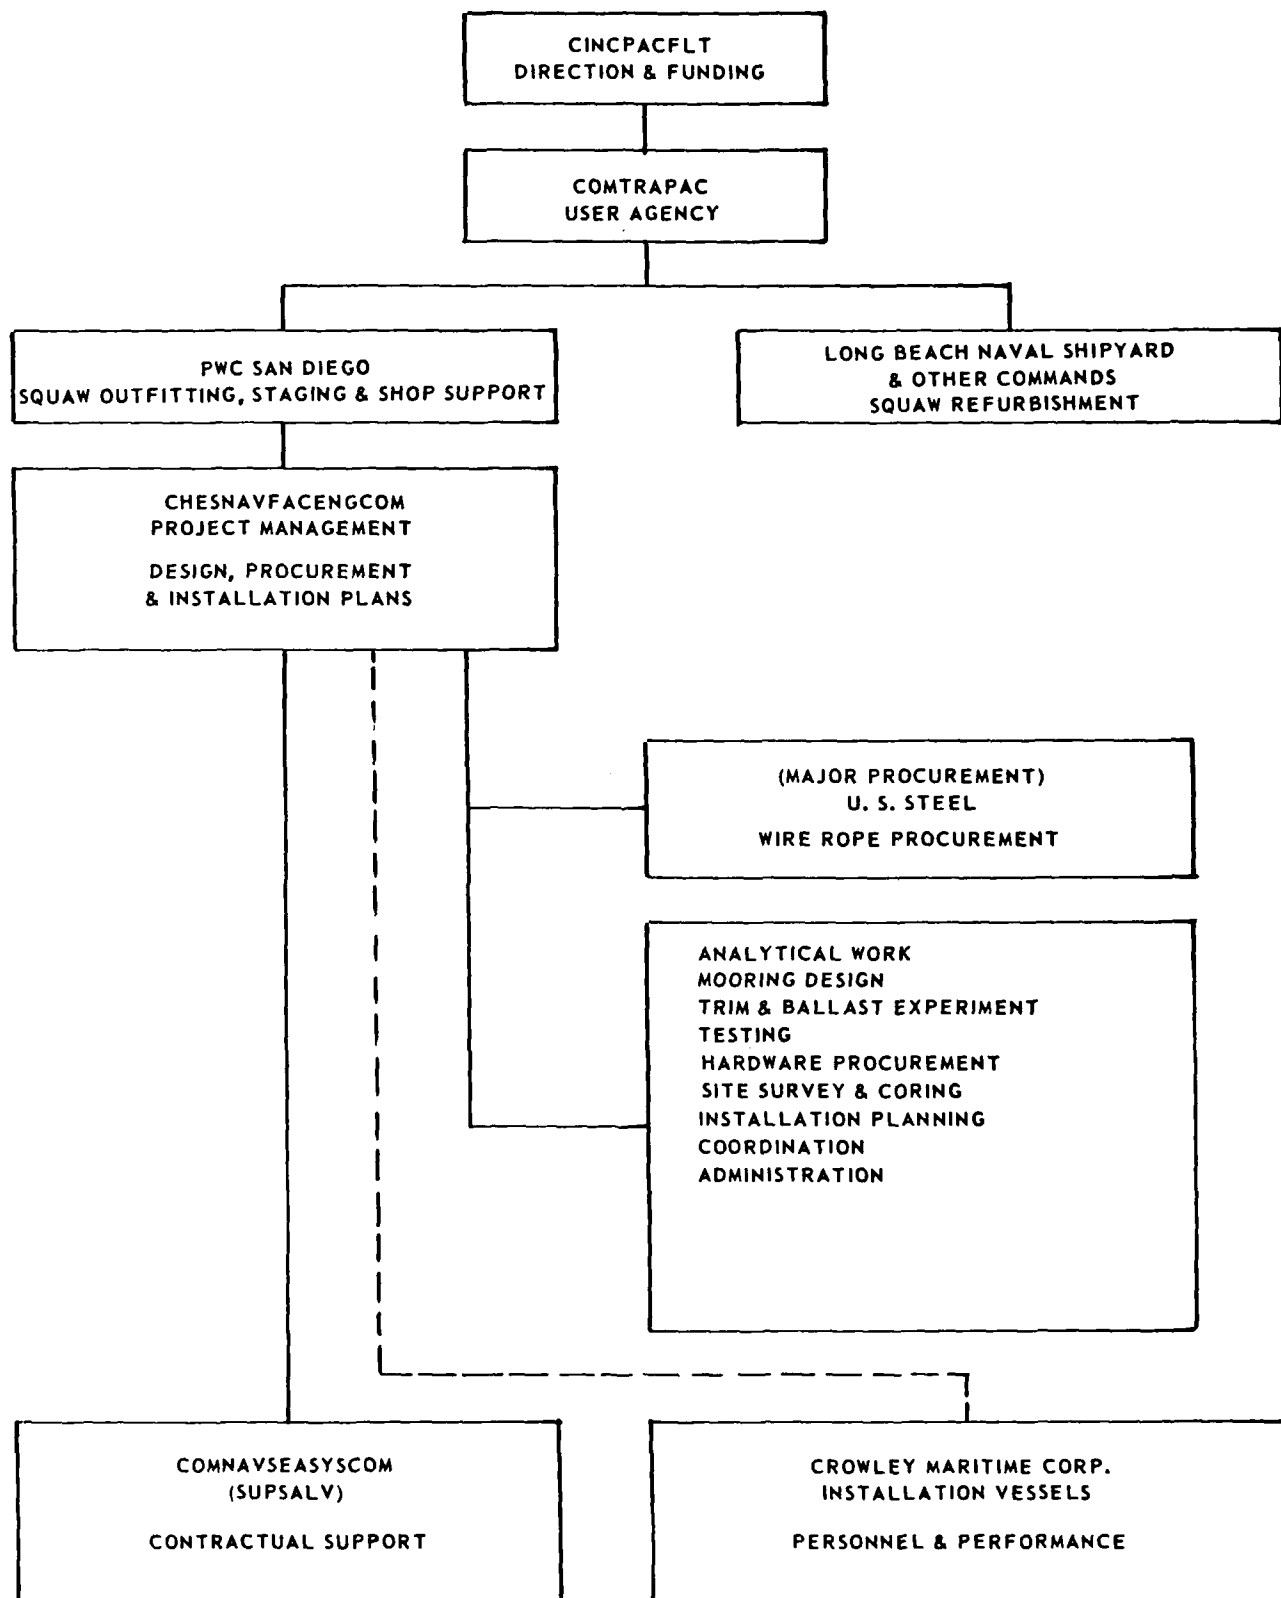 CINCPACFLT
DIRECTION & FUNDING
COMTRAPAC
USER AGENCY
PWC SAN DIEGO
SQUAW OUTFITTING, STAGING & SHOP SUPPORT
LONG BEACH NAVAL SHIPYARD
& OTHER COMMANDS
SQUAW REFURBISHMENT
CHESNAVFACENGCOM
PROJECT MANAGEMENT
DESIGN, PROCUREMENT
& INSTALLATION PLANS
(MAJOR PROCUREMENT)
U. S. STEEL
WIRE ROPE PROCUREMENT
ANALYTICAL WORK
MOORING DESIGN
TRIM & BALLAST EXPERIMENT
TESTING
HARDWARE PROCUREMENT
SITE SURVEY & CORING
INSTALLATION PLANNING
COORDINATION
ADMINISTRATION
COMNAVSEASYSCOM
(SUPSALV)
CONTRACTUAL SUPPORT
CROWLEY MARITIME CORP.
INSTALLATION VESSELS
PERSONNEL & PERFORMANCE